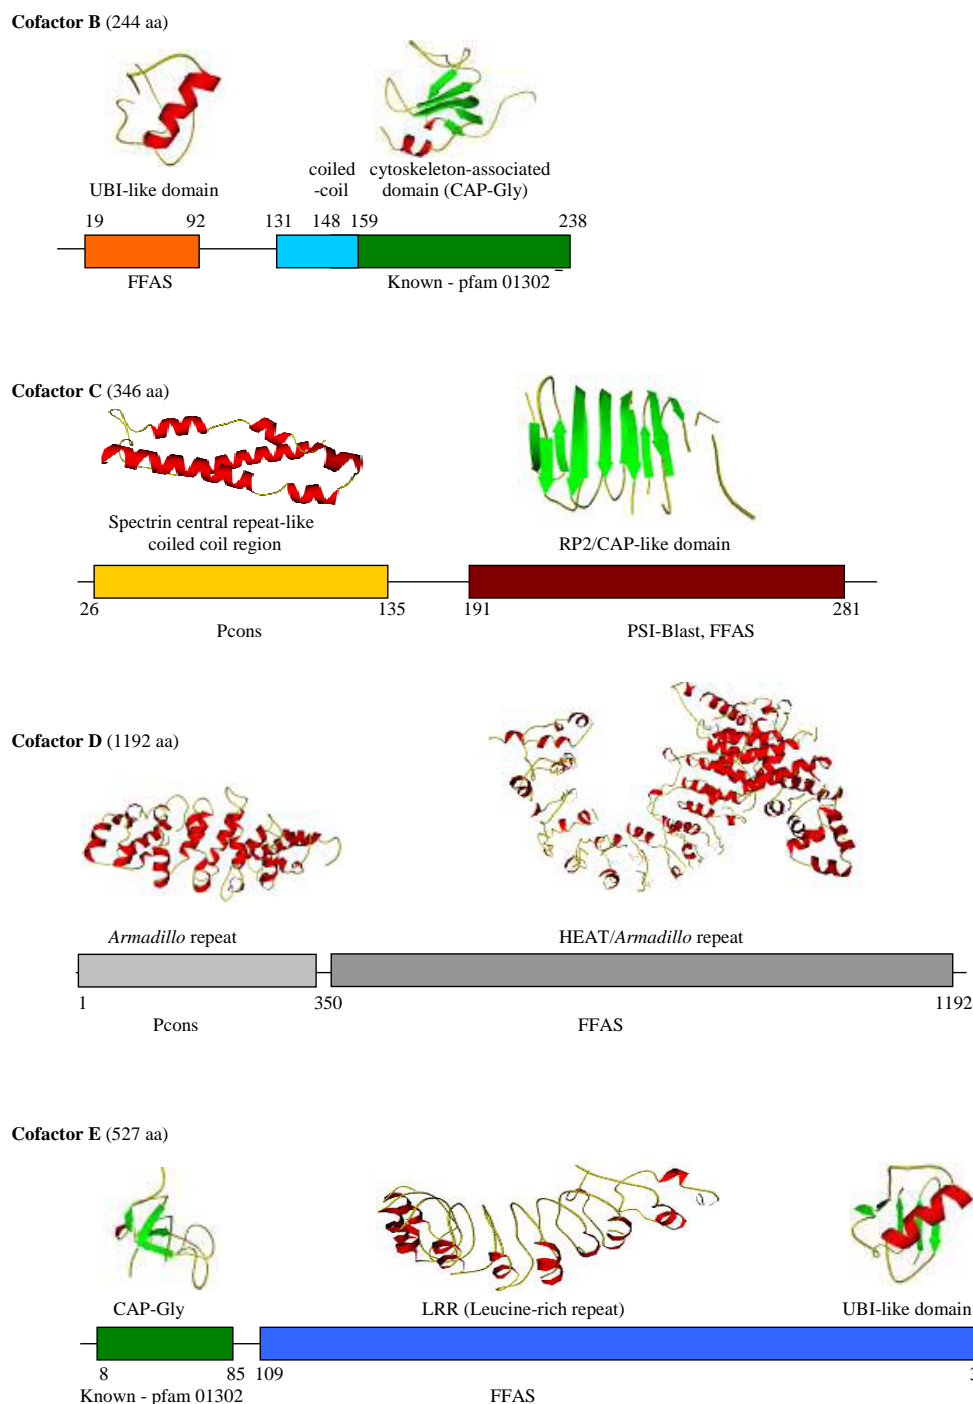 Cofactor B (244 aa)
coiled
-coil
cytoskeleton-associated
domain (CAP-Gly)
UBI-like domain
19 92 131 148 159 238
FFAS
Known - pfam 01302
Cofactor C (346 aa)
Spectrin central repeat-like
coiled coil region
RP2/CAP-like domain
26 135 191 281
Pcons
PSI-Blast, FFAS
Cofactor D (1192 aa)
Armadillo repeat
HEAT/Armadillo repeat
1 350 1192
Pcons
FFAS
Cofactor E (527 aa)
CAP-Gly
LRR (Leucine-rich repeat)
UBI-like domain
8 85 109 3
Known - pfam 01302
FFAS